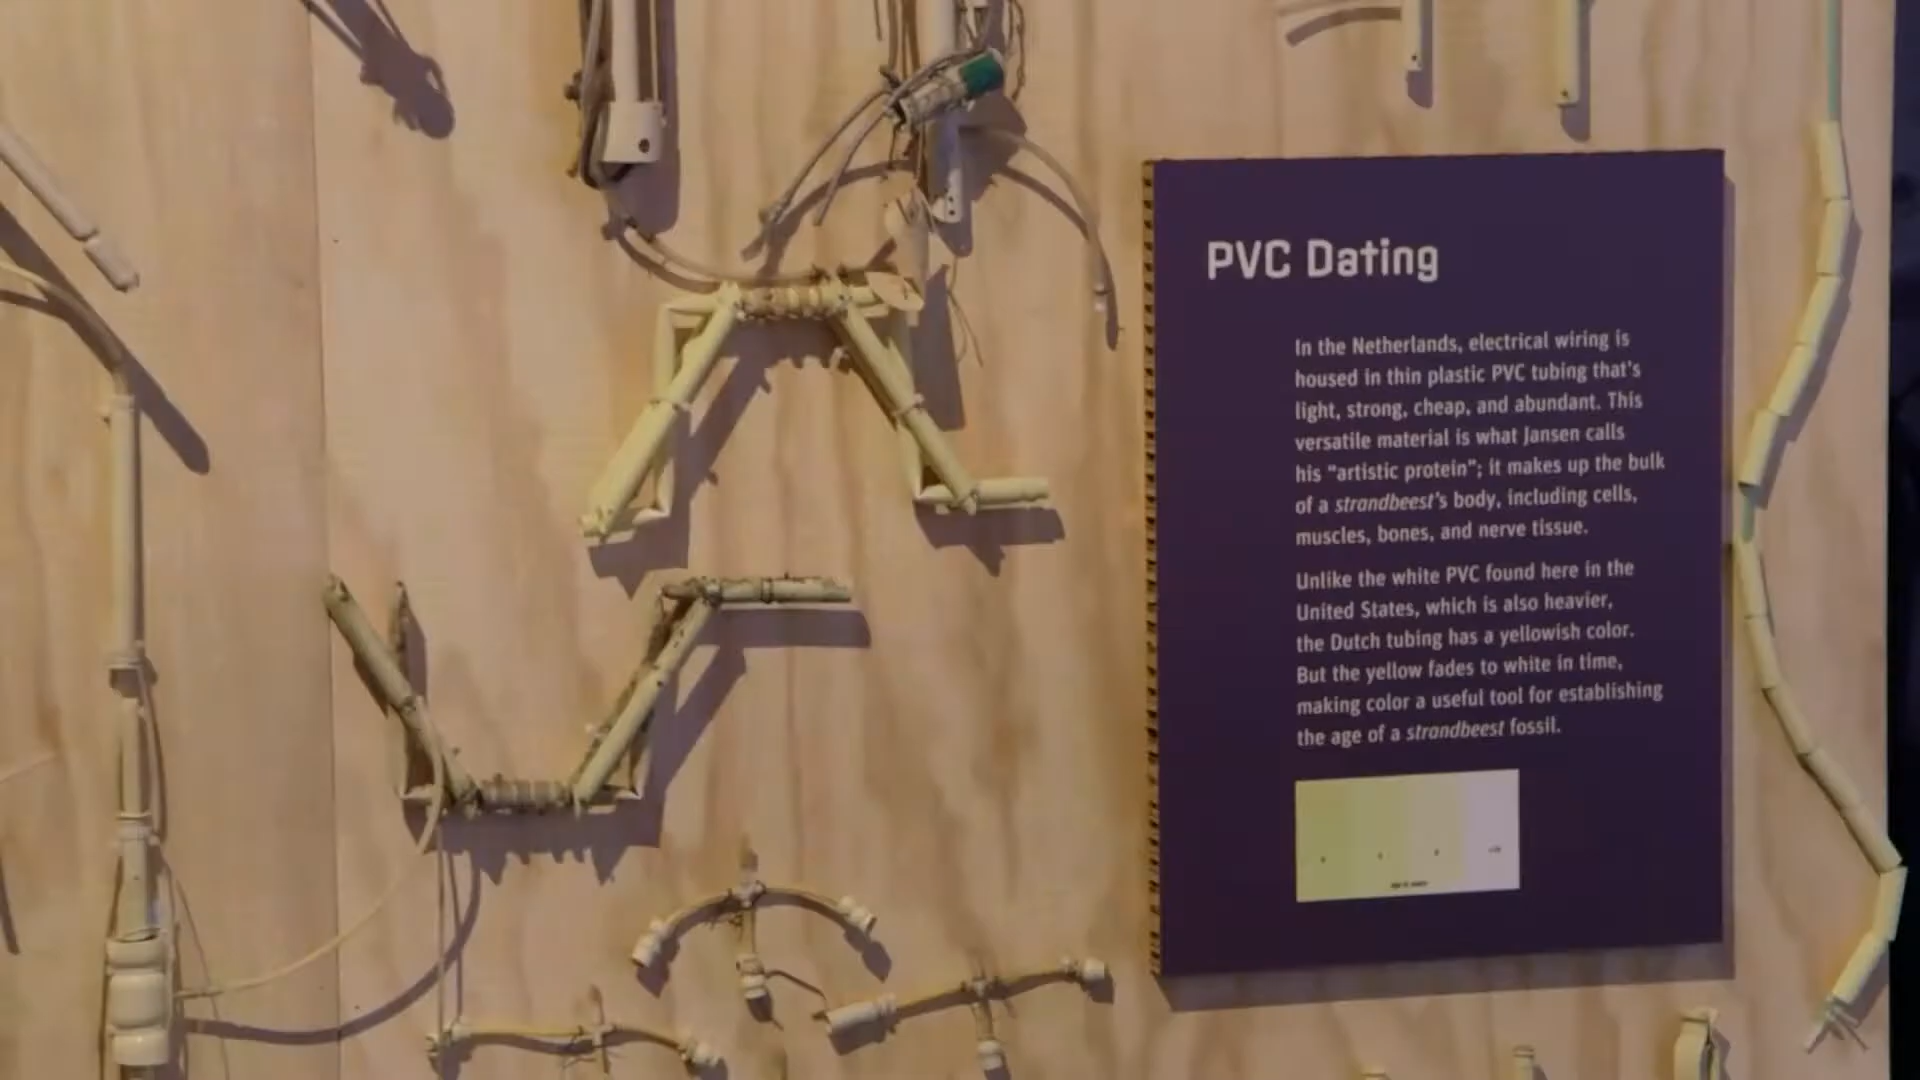 PVC Dating
In the Netherlands, electrical wiring is
housed in thin plastic PVC tubing that's
light, strong, cheap, and abundant. This
versatile material is what Jansen calls
his "artistic protein"; it makes up the bulk
of a strandbeest's body, including cells,
muscles, bones, and nerve tissue.
Unlike the white PVC found here in the
United States, which is also heavier,
the Dutch tubing has a yellowish color.
But the yellow fades to white in time,
making color a useful tool for establishing
the age of a strandbeest fossil.